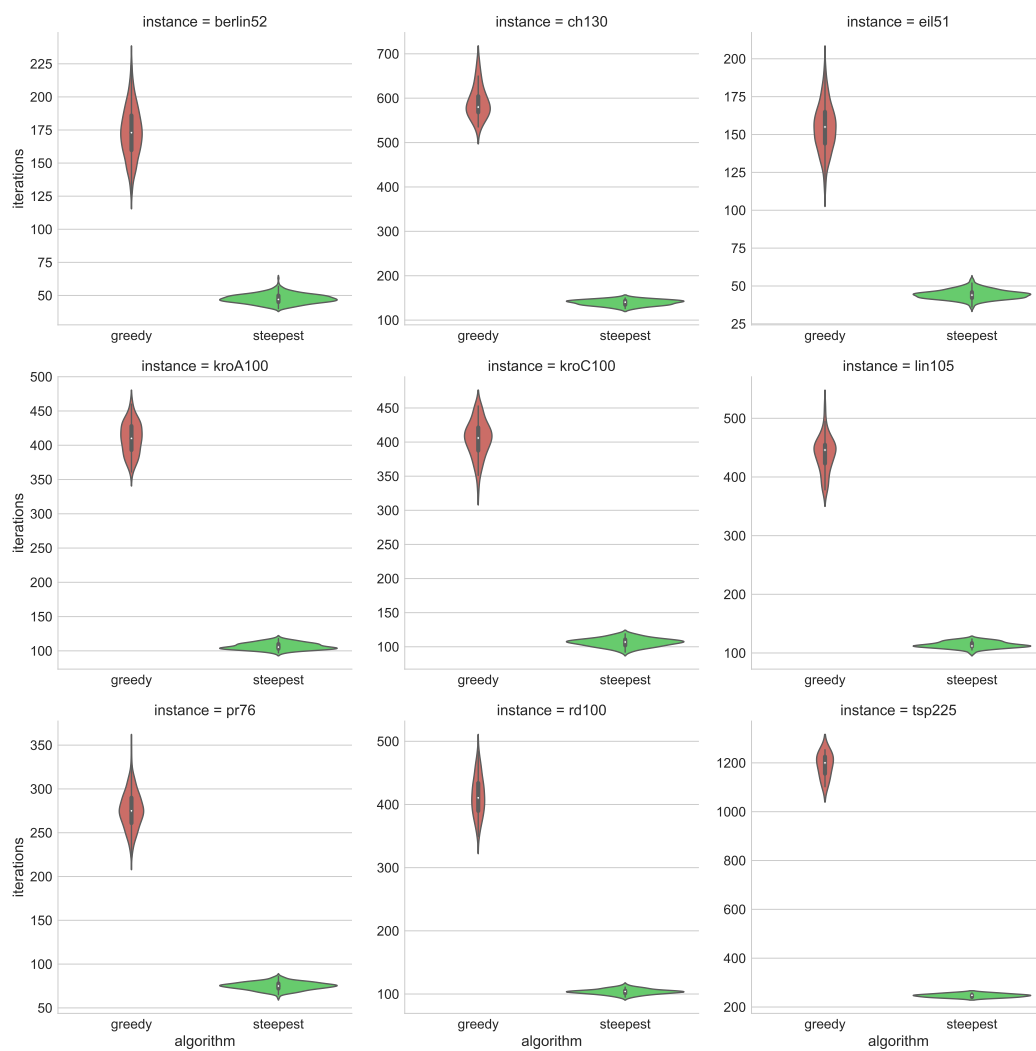 instance = berlin52
instance = ch130
instance = eil51
iterations
225
200
175
150
125
100
75
50
greedy
steepest
700
600
500
400
300
200
100
greedy
steepest
200
175
150
125
100
75
50
25
greedy
steepest
instance = kroA100
instance = kroC100
instance = lin105
iterations
500
450
400
350
300
250
200
150
100
greedy
steepest
450
400
350
300
250
200
150
100
greedy
steepest
500
400
300
200
100
greedy
steepest
instance = pr76
instance = rd100
instance = tsp225
iterations
350
300
250
200
150
100
50
greedy
steepest
algorithm
500
400
300
200
100
greedy
steepest
algorithm
1200
1000
800
600
400
200
greedy
steepest
algorithm